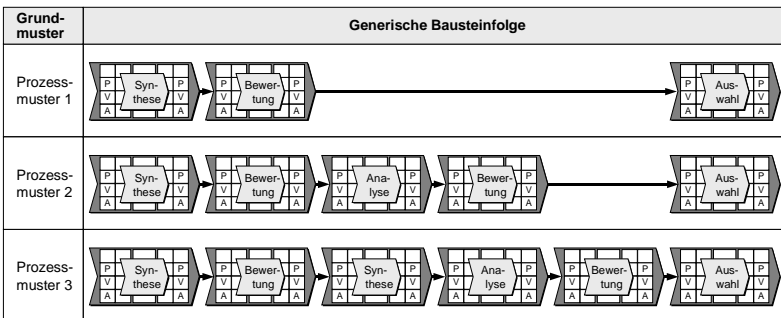 Grund-
muster
Generische Bausteinfolge
Prozess-
muster 1
P P P P P P
V Syn- V V Bewer- V V Aus- V
A these A A tung A A wahl A
Prozess-
muster 2
P P P P P P P P P P
V Syn- V V Bewer- V V Ana- V V Bewer- V V Aus- V
A these A A tung A A lyse A A tung A A wahl A
Prozess-
muster 3
P P P P P P P P P P P P
V Syn- V V Bewer- V V Syn- V V Ana- V V Bewer- V V Aus- V
A these A A tung A A these A A lyse A A tung A A wahl A